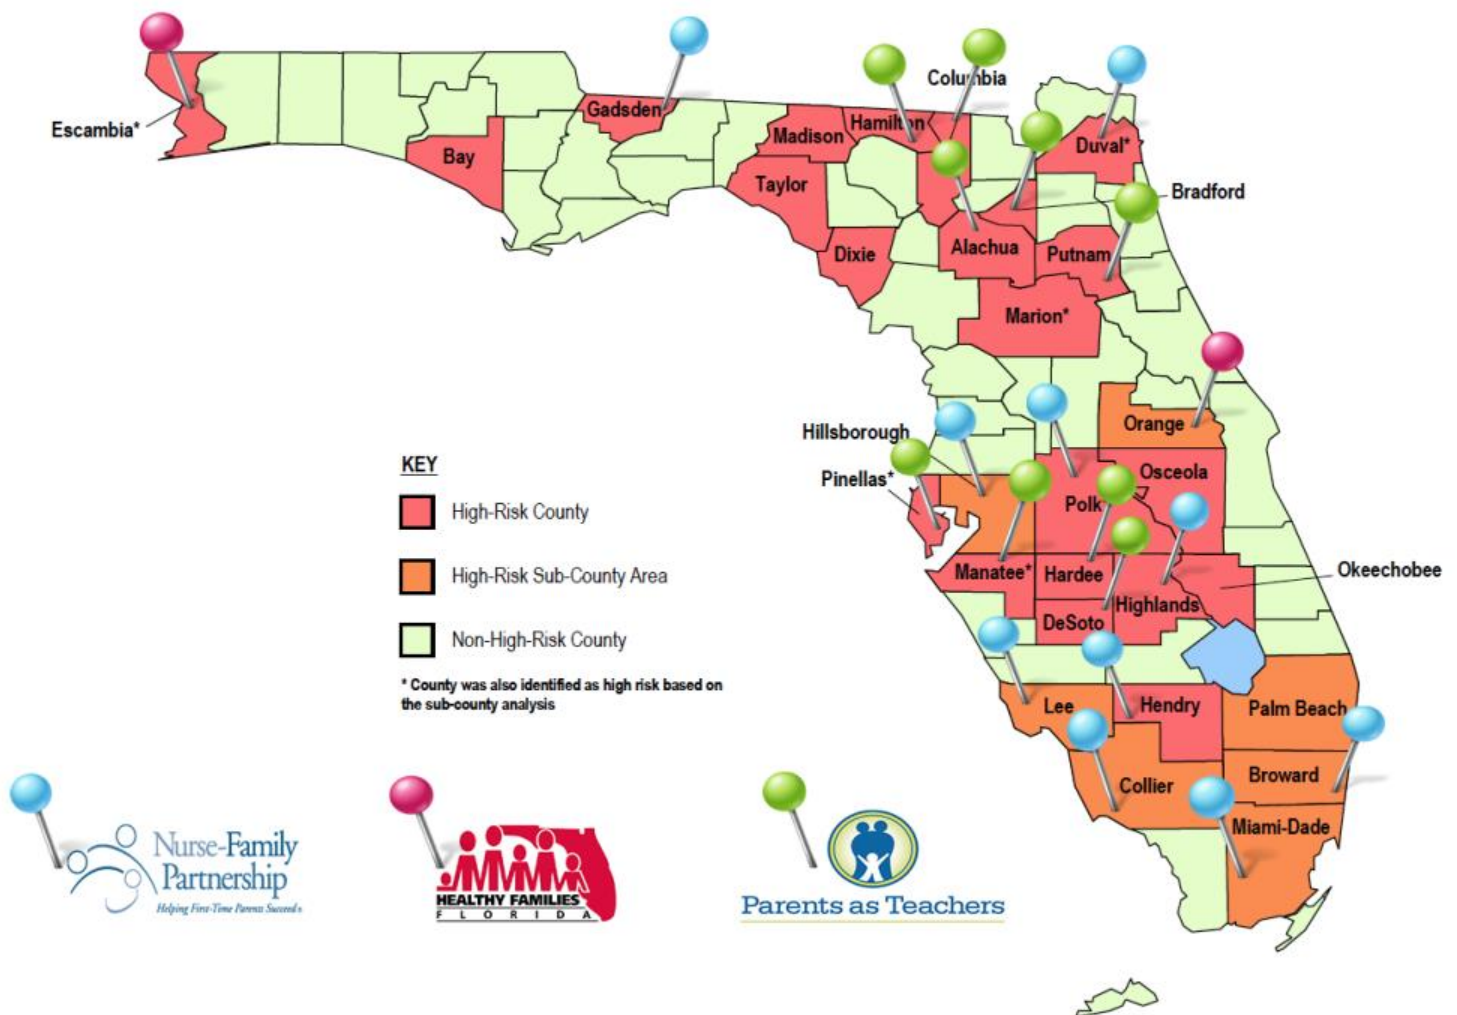 Columbia
Escambia*
Gadsden
Hamilton
Madison
Duval*
Bay
Taylor
Bradford
Alachua
Dixie
Putnam
Marion*
Orange
Hillsborough
Pinellas*
Osceola
Polk
Manatee*
Hardee
Okeechobee
Highlands
DeSoto
Lee
Hendry
Palm Beach
Collier
Broward
Miami-Dade
KEY
High-Risk County
High-Risk Sub-County Area
Non-High-Risk County
* County was also identified as high risk based on
the sub-county analysis
Nurse-Family
Partnership
Helping First-Time Parents Succeed®
HEALTHY FAMILIES
FLORIDA
Parents as Teachers